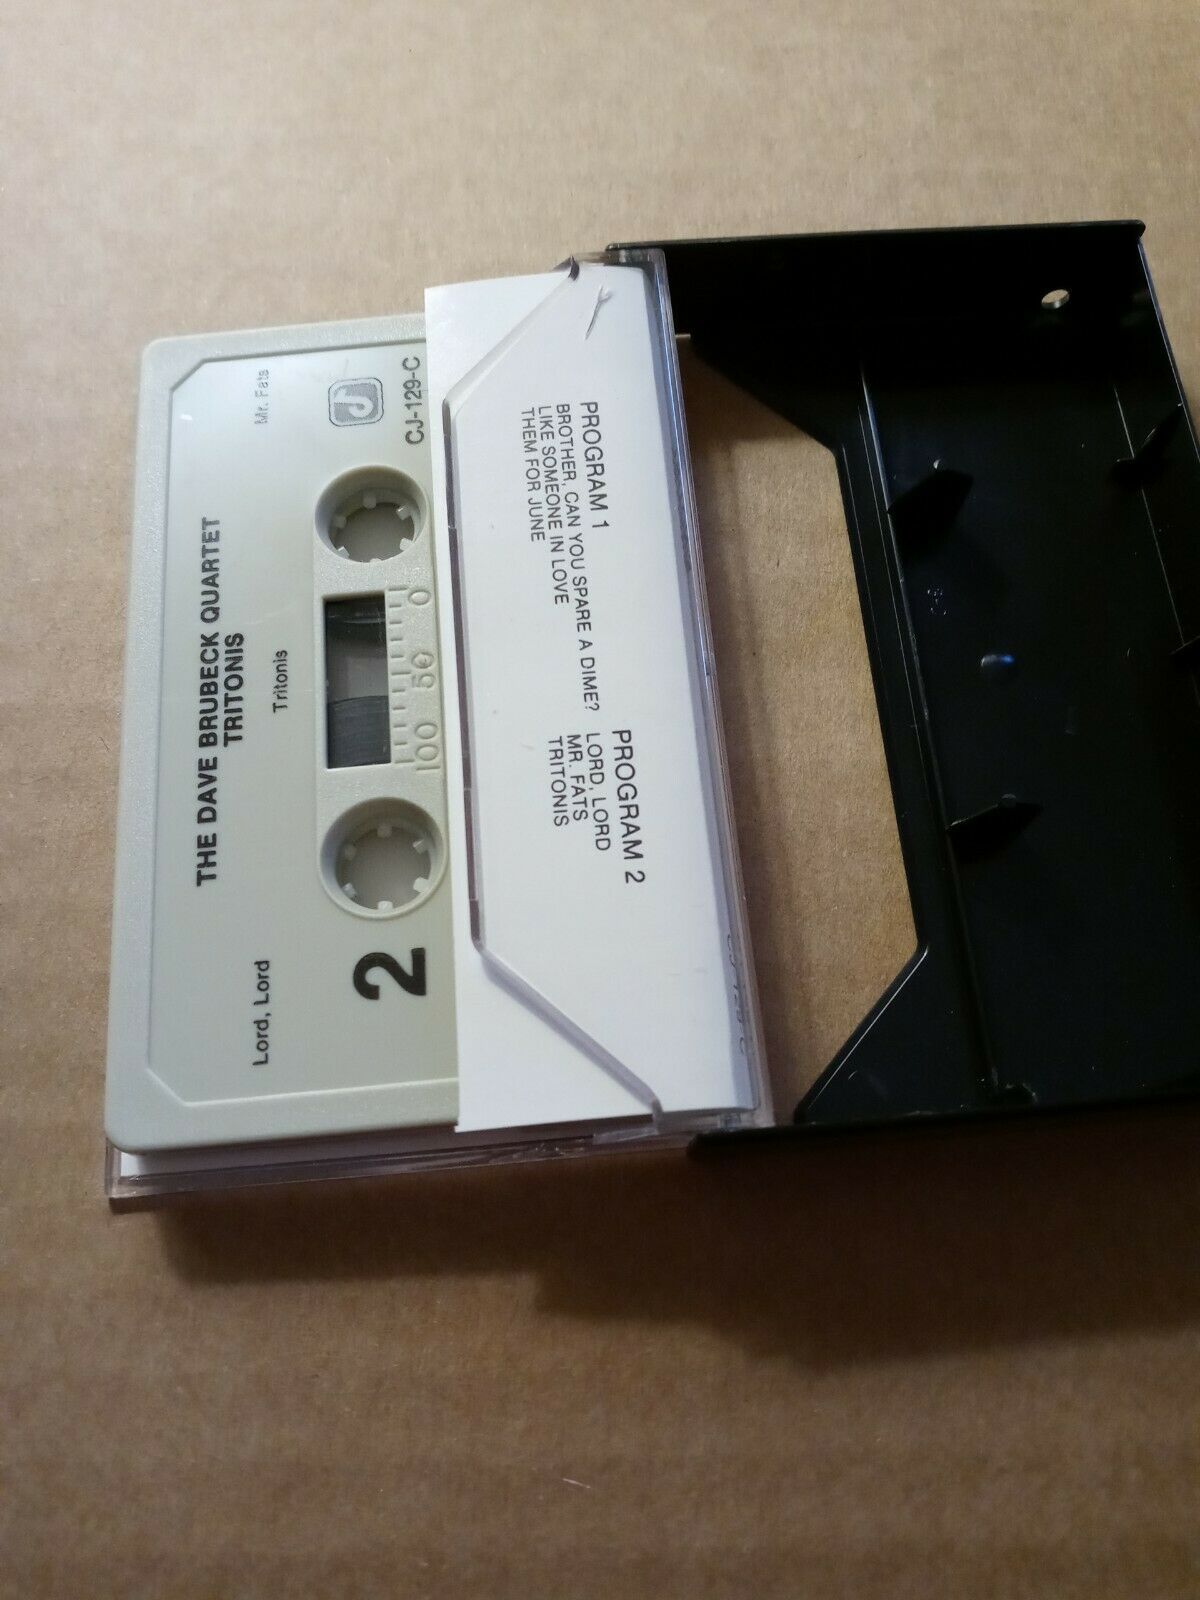 THE DAVE BRUBECK QUARTET
TRITONIS
Lord, Lord
Tritonis
Mr. Fats
2
0 50 100
CJ-129-C
PROGRAM 1
BROTHER, CAN YOU SPARE A DIME?
LIKE SOMEONE IN LOVE
THEM FOR JUNE
PROGRAM 2
LORD, LORD
MR. FATS
TRITONIS